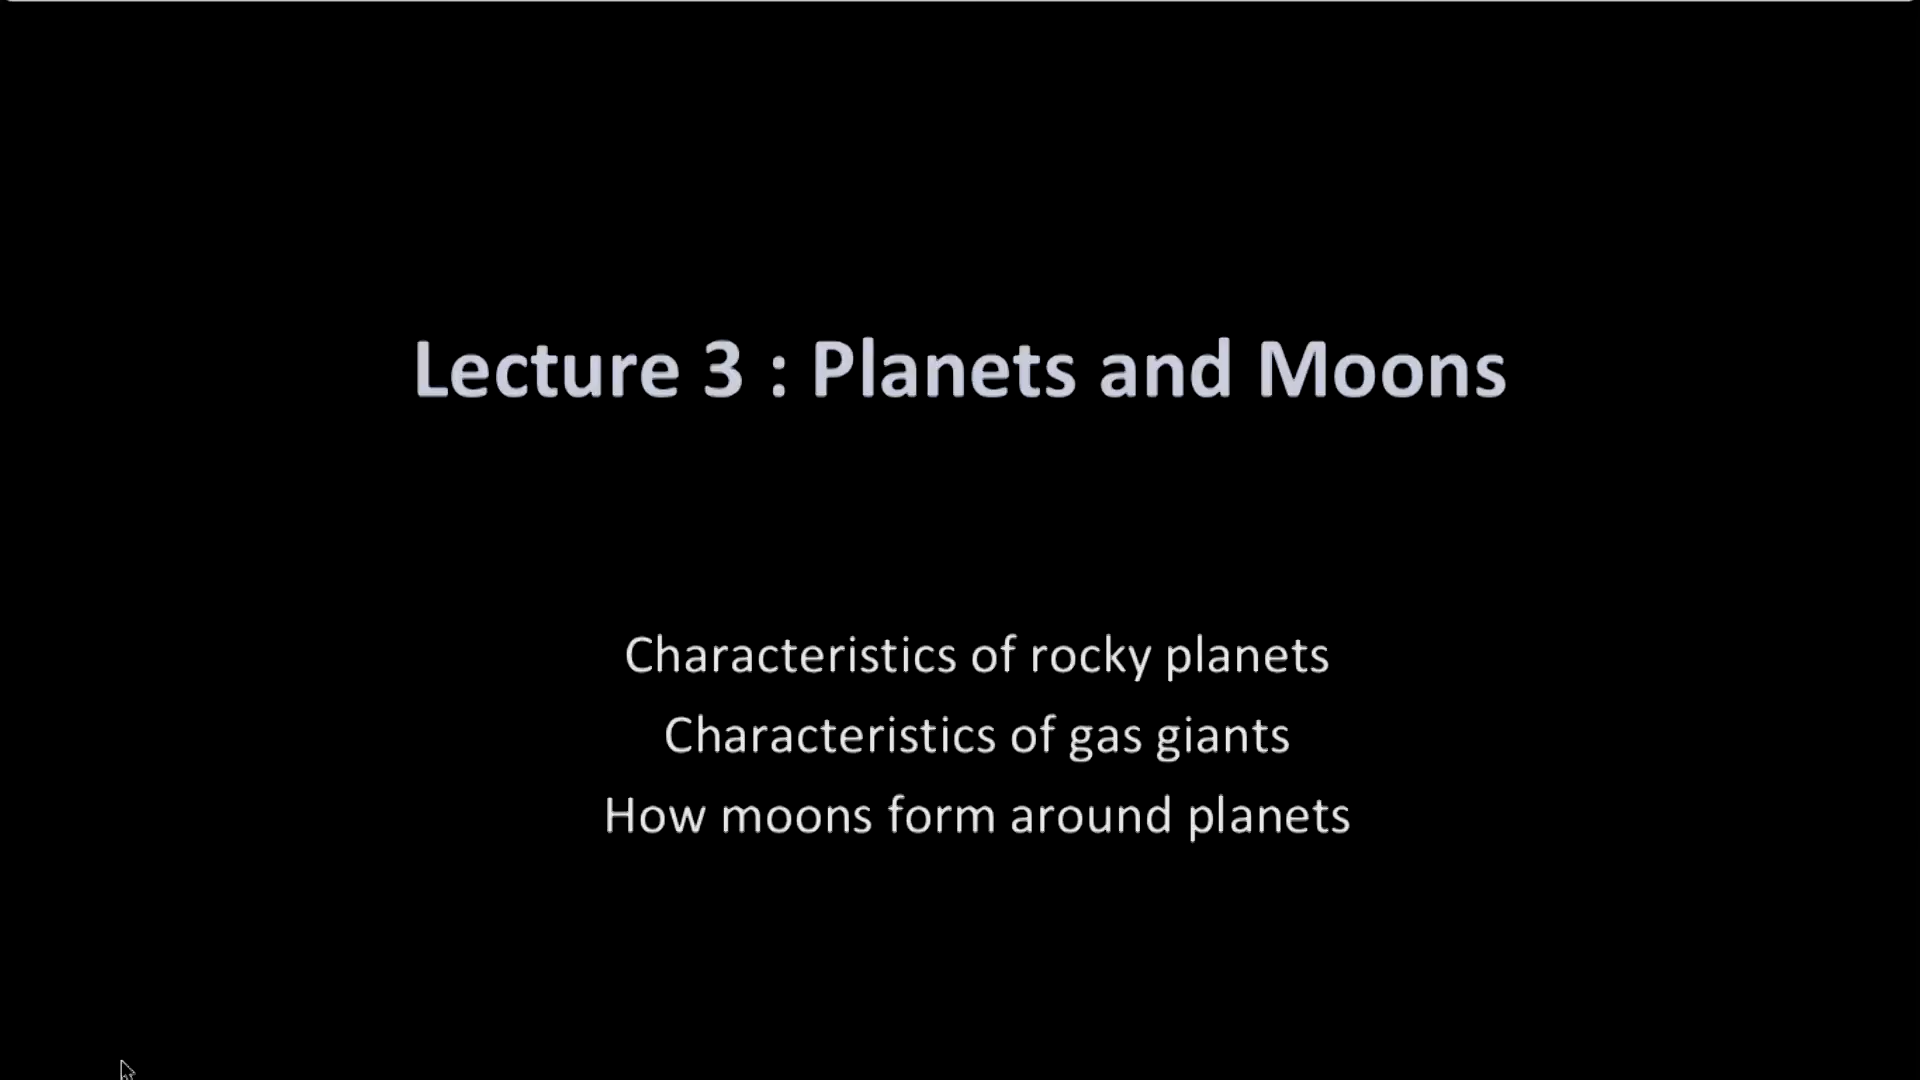 Lecture 3 : Planets and Moons
Characteristics of rocky planets
Characteristics of gas giants
How moons form around planets